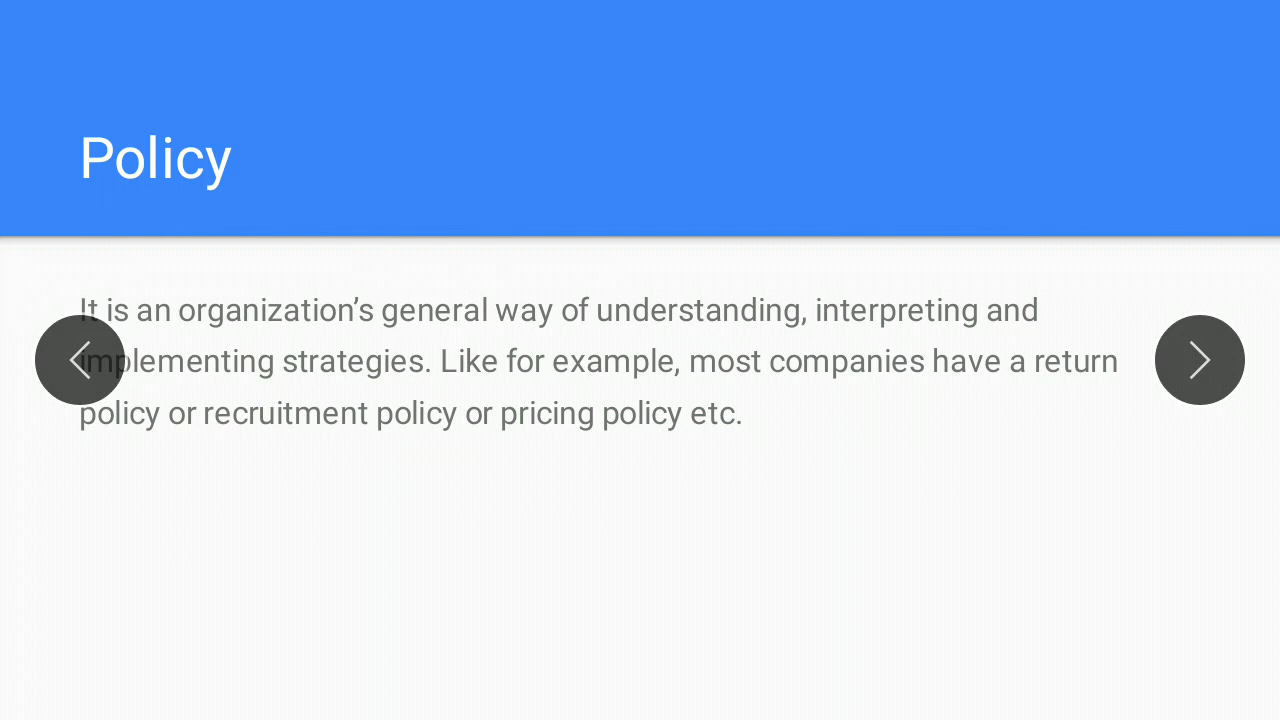 Policy
It is an organization’s general way of understanding, interpreting and
implementing strategies. Like for example, most companies have a return
policy or recruitment policy or pricing policy etc.